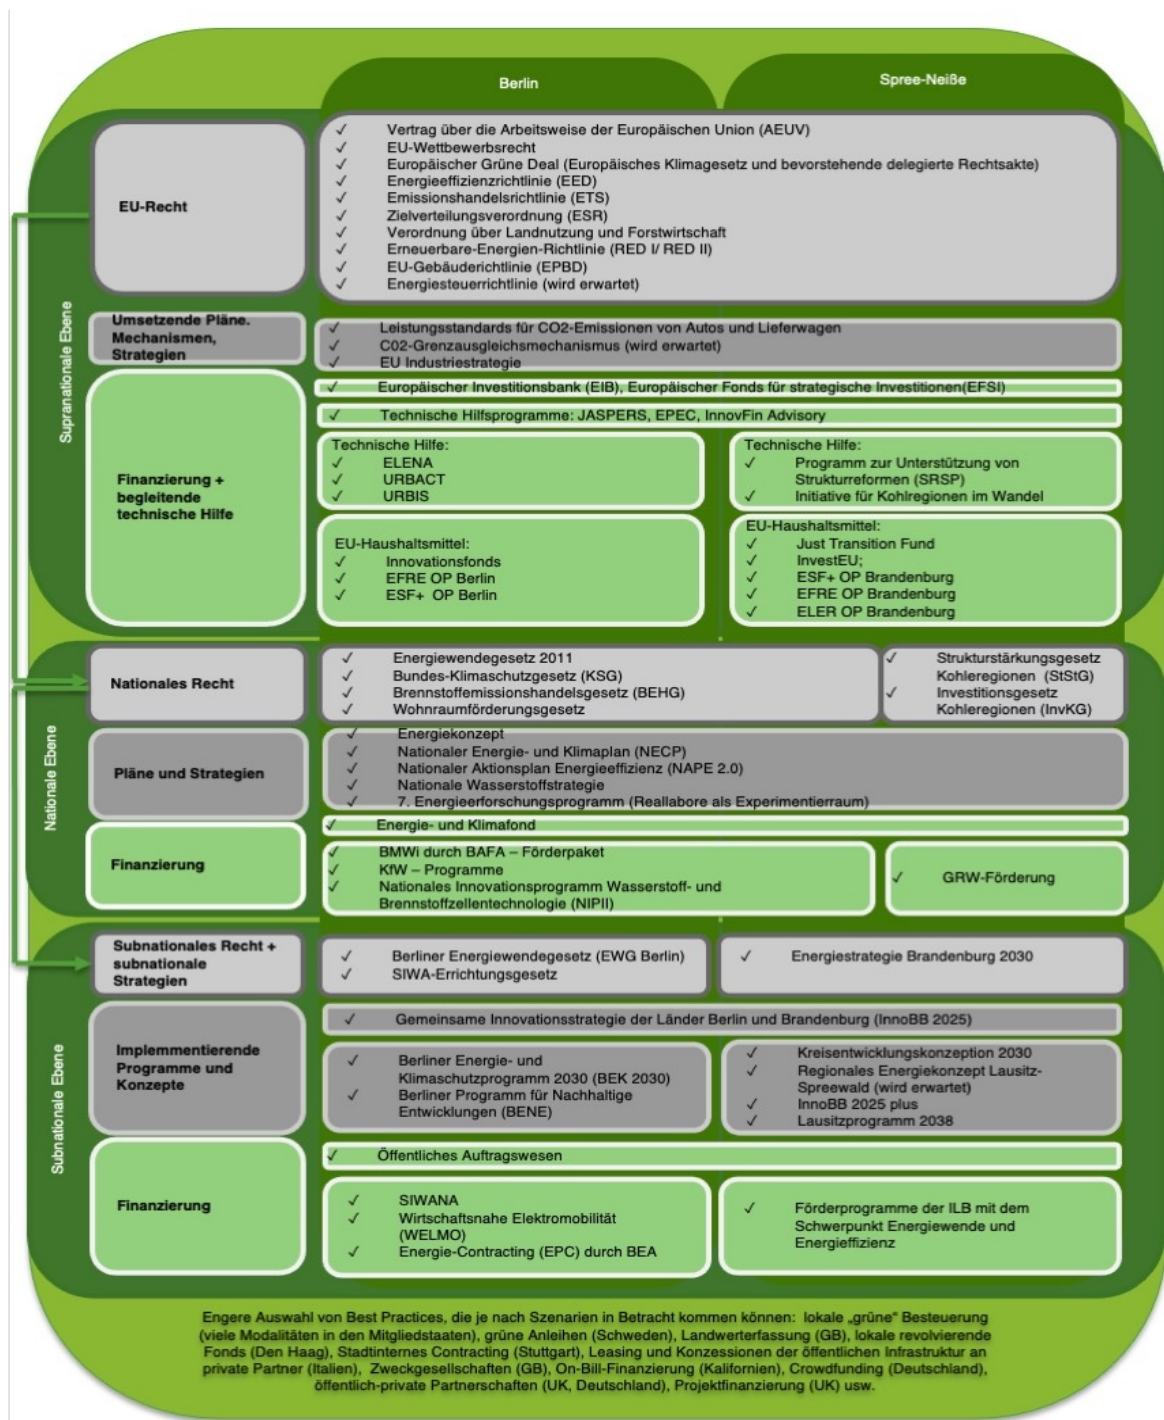 Berlin
Spree-Neiße
Supranationale Ebene
EU-Recht
✓ Vertrag über die Arbeitsweise der Europäischen Union (AEUV)
✓ EU-Wettbewerbsrecht
✓ Europäischer Grüne Deal (Europäisches Klimagesetz und bevorstehende delegierte Rechtsakte)
✓ Energieeffizienzrichtlinie (EED)
✓ Emissionshandelsrichtlinie (ETS)
✓ Zielverteilungsverordnung (ESR)
✓ Verordnung über Landnutzung und Forstwirtschaft
✓ Erneuerbare-Energien-Richtlinie (RED I/ RED II)
✓ EU-Gebäuderichtlinie (EPBD)
✓ Energiesteuerrichtlinie (wird erwartet)
Umsetzende Pläne.
Mechanismen,
Strategien
✓ Leistungsstandards für CO2-Emissionen von Autos und Lieferwagen
✓ C02-Grenzausgleichsmechanismus (wird erwartet)
✓ EU Industriestrategie
Finanzierung +
begleitende
technische Hilfe
✓ Europäischer Investitionsbank (EIB), Europäischer Fonds für strategische Investitionen(EFSI)
✓ Technische Hilfsprogramme: JASPERS, EPEC, InnovFin Advisory
Technische Hilfe:
✓ ELENA
✓ URBACT
✓ URBIS
Technische Hilfe:
✓ Programm zur Unterstützung von
Strukturreformen (SRSP)
✓ Initiative für Kohlregionen im Wandel
EU-Haushaltsmittel:
✓ Innovationsfonds
✓ EFRE OP Berlin
✓ ESF+ OP Berlin
EU-Haushaltsmittel:
✓ Just Transition Fund
✓ InvestEU;
✓ ESF+ OP Brandenburg
✓ EFRE OP Brandenburg
✓ ELER OP Brandenburg
Nationale Ebene
Nationales Recht
✓ Energiewendegesetz 2011
✓ Bundes-Klimaschutzgesetz (KSG)
✓ Brennstoffemissionshandelsgesetz (BEHG)
✓ Wohnraumförderungsgesetz
✓ Strukturstärkungsgesetz
Kohleregionen (StStG)
✓ Investitionsgesetz
Kohleregionen (InvKG)
Pläne und Strategien
✓ Energiekonzept
✓ Nationaler Energie- und Klimaplan (NECP)
✓ Nationaler Aktionsplan Energieeffizienz (NAPE 2.0)
✓ Nationale Wasserstoffstrategie
✓ 7. Energieerforschungsprogramm (Reallabore als Experimentierraum)
Finanzierung
✓ Energie- und Klimafond
✓ BMWi durch BAFA – Förderpaket
✓ KfW – Programme
✓ Nationales Innovationsprogramm Wasserstoff- und
Brennstoffzellentechnologie (NIPII)
✓ GRW-Förderung
Subnationale Ebene
Subnationales Recht +
subnationale
Strategien
✓ Berliner Energiewendegesetz (EWG Berlin)
✓ SIWA-Errichtungsgesetz
✓ Energiestrategie Brandenburg 2030
Implemmentierende
Programme und
Konzepte
✓ Gemeinsame Innovationsstrategie der Länder Berlin und Brandenburg (InnoBB 2025)
✓ Berliner Energie- und
Klimaschutzprogramm 2030 (BEK 2030)
✓ Berliner Programm für Nachhaltige
Entwicklungen (BENE)
✓ Kreisentwicklungskonzeption 2030
✓ Regionales Energiekonzept Lausitz-
Spreewald (wird erwartet)
✓ InnoBB 2025 plus
✓ Lausitzprogramm 2038
Finanzierung
✓ Öffentliches Auftragswesen
✓ SIWANA
✓ Wirtschaftsnahe Elektromobilität
(WELMO)
✓ Energie-Contracting (EPC) durch BEA
✓ Förderprogramme der ILB mit dem
Schwerpunkt Energiewende und
Energieffizienz
Engere Auswahl von Best Practices, die je nach Szenarien in Betracht kommen können: lokale „grüne“ Besteuerung
(viele Modalitäten in den Mitgliedstaaten), grüne Anleihen (Schweden), Landwerterfassung (GB), lokale revolvierende
Fonds (Den Haag), Stadtinternes Contracting (Stuttgart), Leasing und Konzessionen der öffentlichen Infrastruktur an
private Partner (Italien), Zweckgesellschaften (GB), On-Bill-Finanzierung (Kalifornien), Crowdfunding (Deutschland),
öffentlich-private Partnerschaften (UK, Deutschland), Projektfinanzierung (UK) usw.